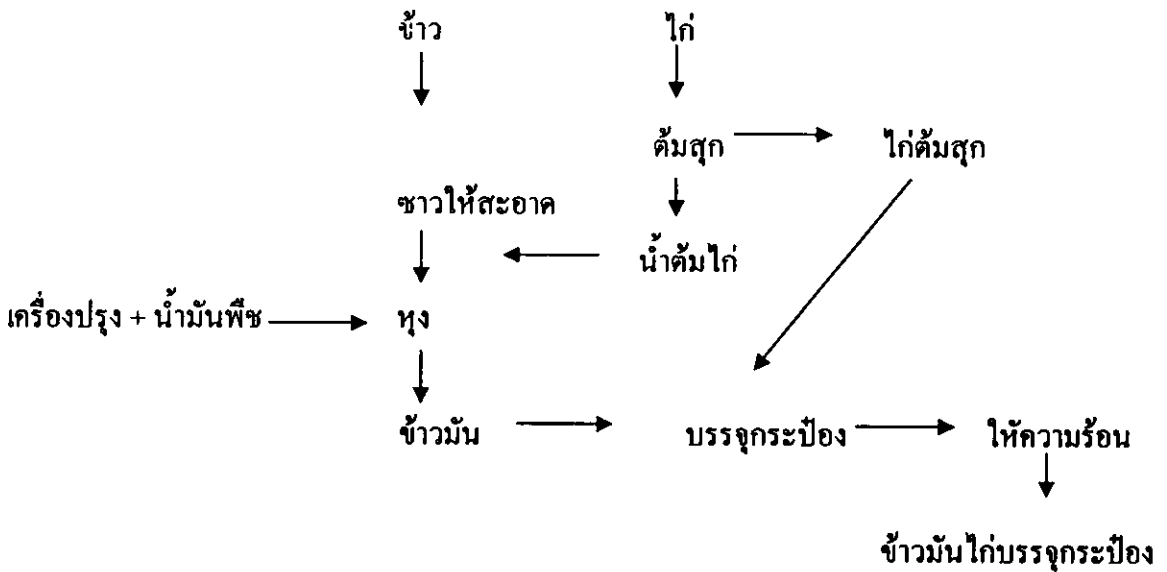 ข้าว ไก่
ต้มสุก ไก่ต้มสุก
ซาวให้สะอาด
น้ำต้มไก่
เครื่องปรุง + น้ำมันพืช หุง
ข้าวมัน บรรจุกระป๋อง ให้ความร้อน
ข้าวมันไก่บรรจุกระป๋อง